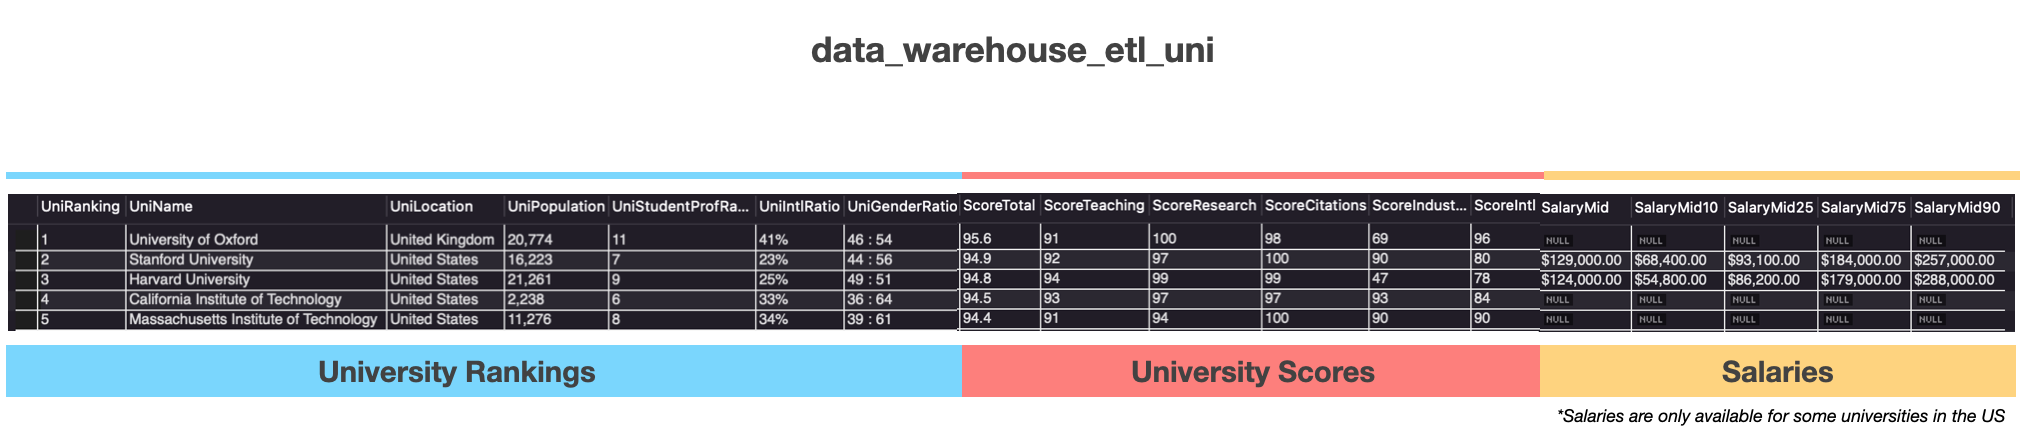 data_warehouse_etl_uni
UniRanking UniName UniLocation UniPopulation UniStudentProfRa... UniIntlRatio UniGenderRatio ScoreTotal ScoreTeaching ScoreResearch ScoreCitations ScoreIndust... ScoreIntl SalaryMid SalaryMid10 SalaryMid25 SalaryMid75 SalaryMid90
1 University of Oxford United Kingdom 20,774 11 41% 46 : 54 95.6 91 100 98 69 96 NULL NULL NULL NULL NULL
2 Stanford University United States 16,223 7 23% 44 : 56 94.9 92 97 100 90 80 $129,000.00 $68,400.00 $93,100.00 $184,000.00 $257,000.00
3 Harvard University United States 21,261 9 25% 49 : 51 94.8 94 99 99 47 78 $124,000.00 $54,800.00 $86,200.00 $179,000.00 $288,000.00
4 California Institute of Technology United States 2,238 6 33% 36 : 64 94.5 93 97 97 93 84 NULL NULL NULL NULL NULL
5 Massachusetts Institute of Technology United States 11,276 8 34% 39 : 61 94.4 91 94 100 90 90 NULL NULL NULL NULL NULL
University Rankings University Scores Salaries
*Salaries are only available for some universities in the US